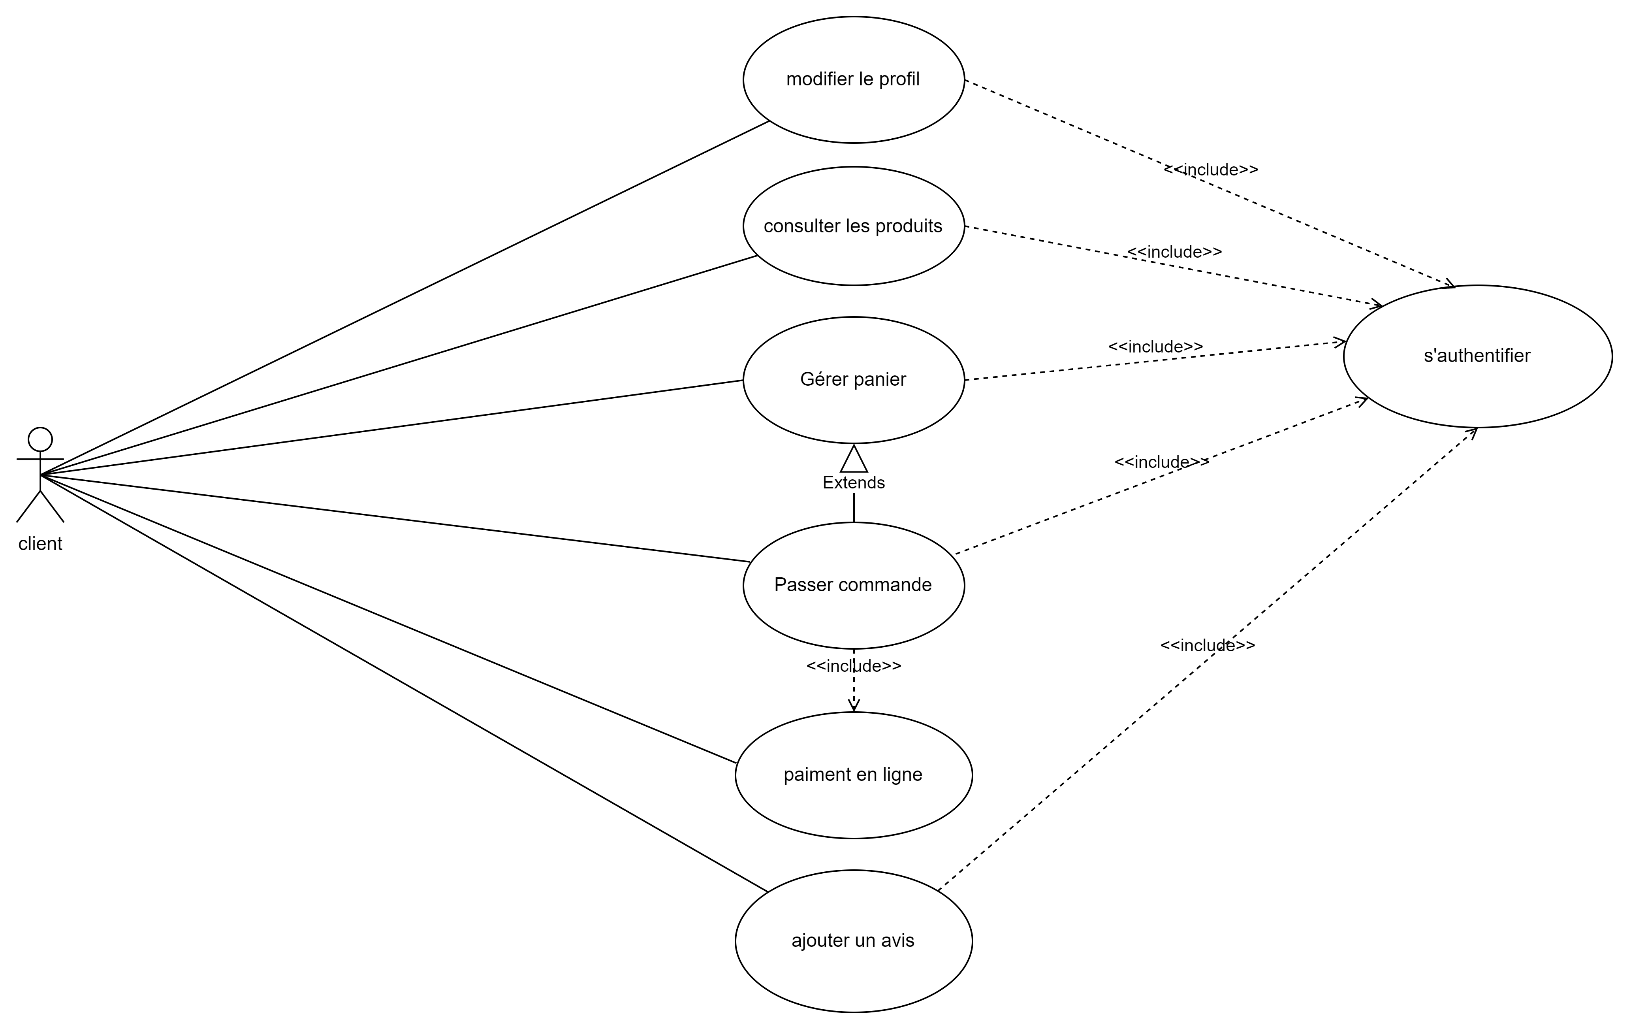 modifier le profil
<<include>>
consulter les produits
<<include>>
Gérer panier
<<include>>
s'authentifier
<<include>>
Extends
client
Passer commande
<<include>>
<<include>>
paiment en ligne
ajouter un avis